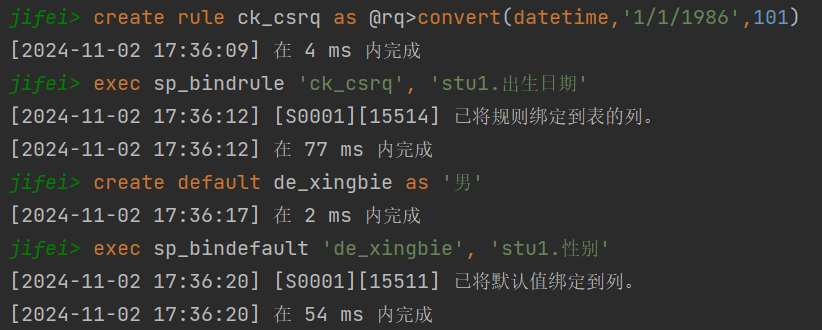 jifei> create rule ck_csrq as @rq>convert(datetime,'1/1/1986',101)
[2024-11-02 17:36:09] 在 4 ms 内完成
jifei> exec sp_bindrule 'ck_csrq', 'stu1.出生日期'
[2024-11-02 17:36:12] [S0001][15514] 已将规则绑定到表的列。
[2024-11-02 17:36:12] 在 77 ms 内完成
jifei> create default de_xingbie as '男'
[2024-11-02 17:36:17] 在 2 ms 内完成
jifei> exec sp_bindefault 'de_xingbie', 'stu1.性别'
[2024-11-02 17:36:20] [S0001][15511] 已将默认值绑定到列。
[2024-11-02 17:36:20] 在 54 ms 内完成